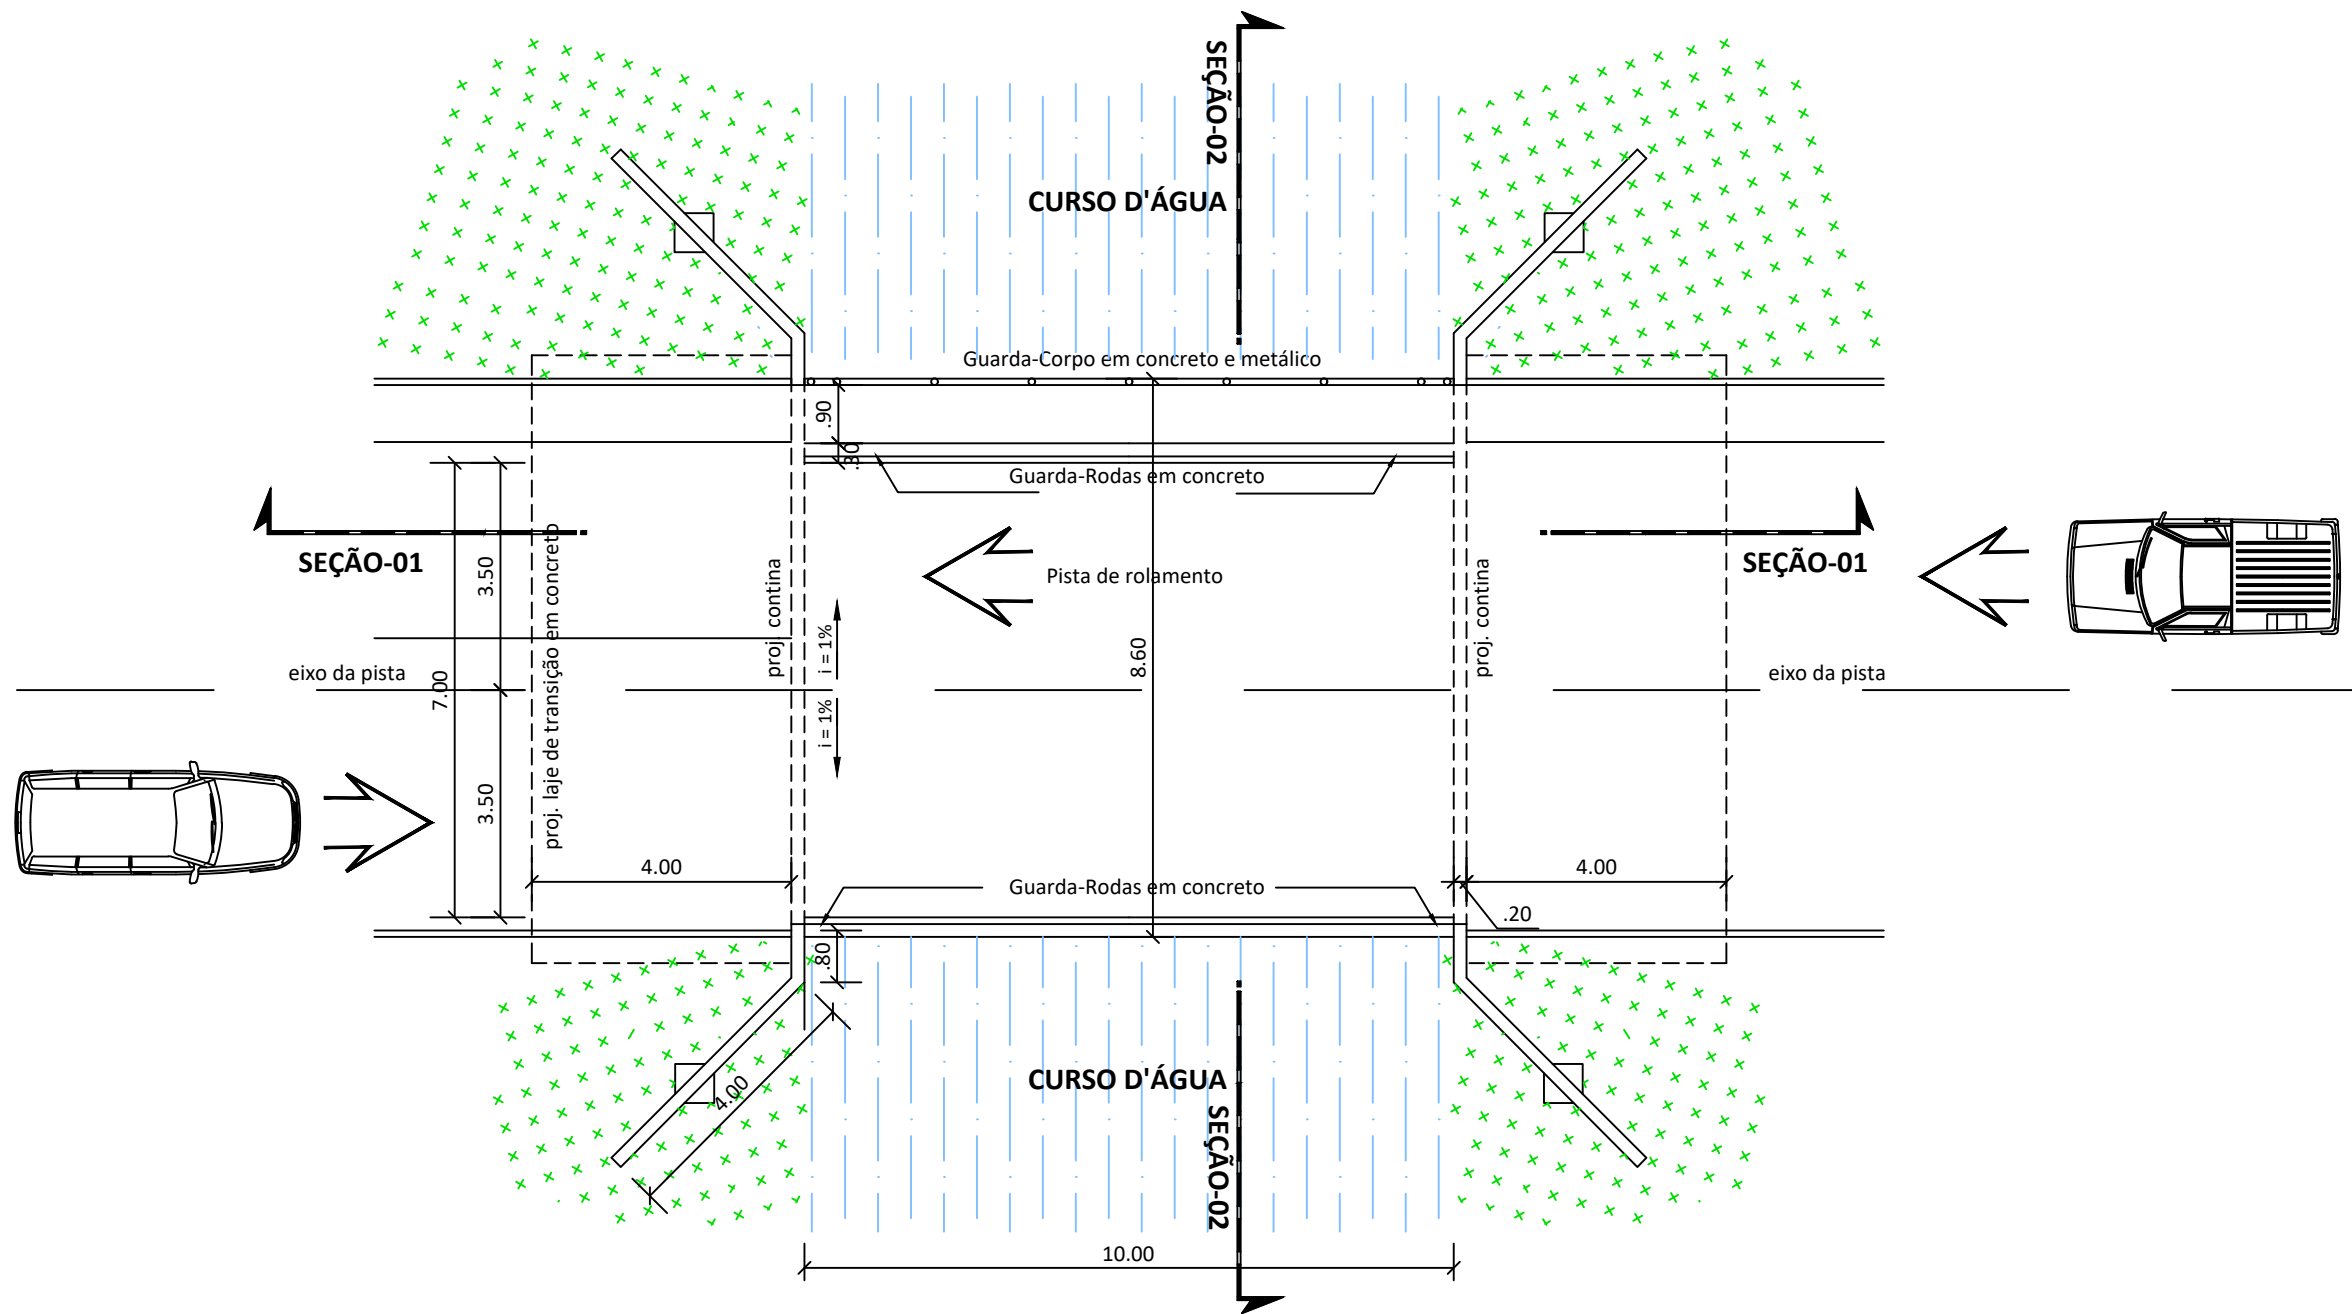 SEÇÃO-02
CURSO D'ÁGUA
Guarda-Corpo em concreto e metálico
.90
.30
Guarda-Rodas em concreto
SEÇÃO-01
SEÇÃO-01
3.50
Pista de rolamento
proj. laje de transição em concreto
proj. contina
proj. contina
i = 1%
8.60
eixo da pista
eixo da pista
7.00
i = 1%
3.50
4.00
4.00
Guarda-Rodas em concreto
.20
.80
CURSO D'ÁGUA
4.00
SEÇÃO-02
10.00